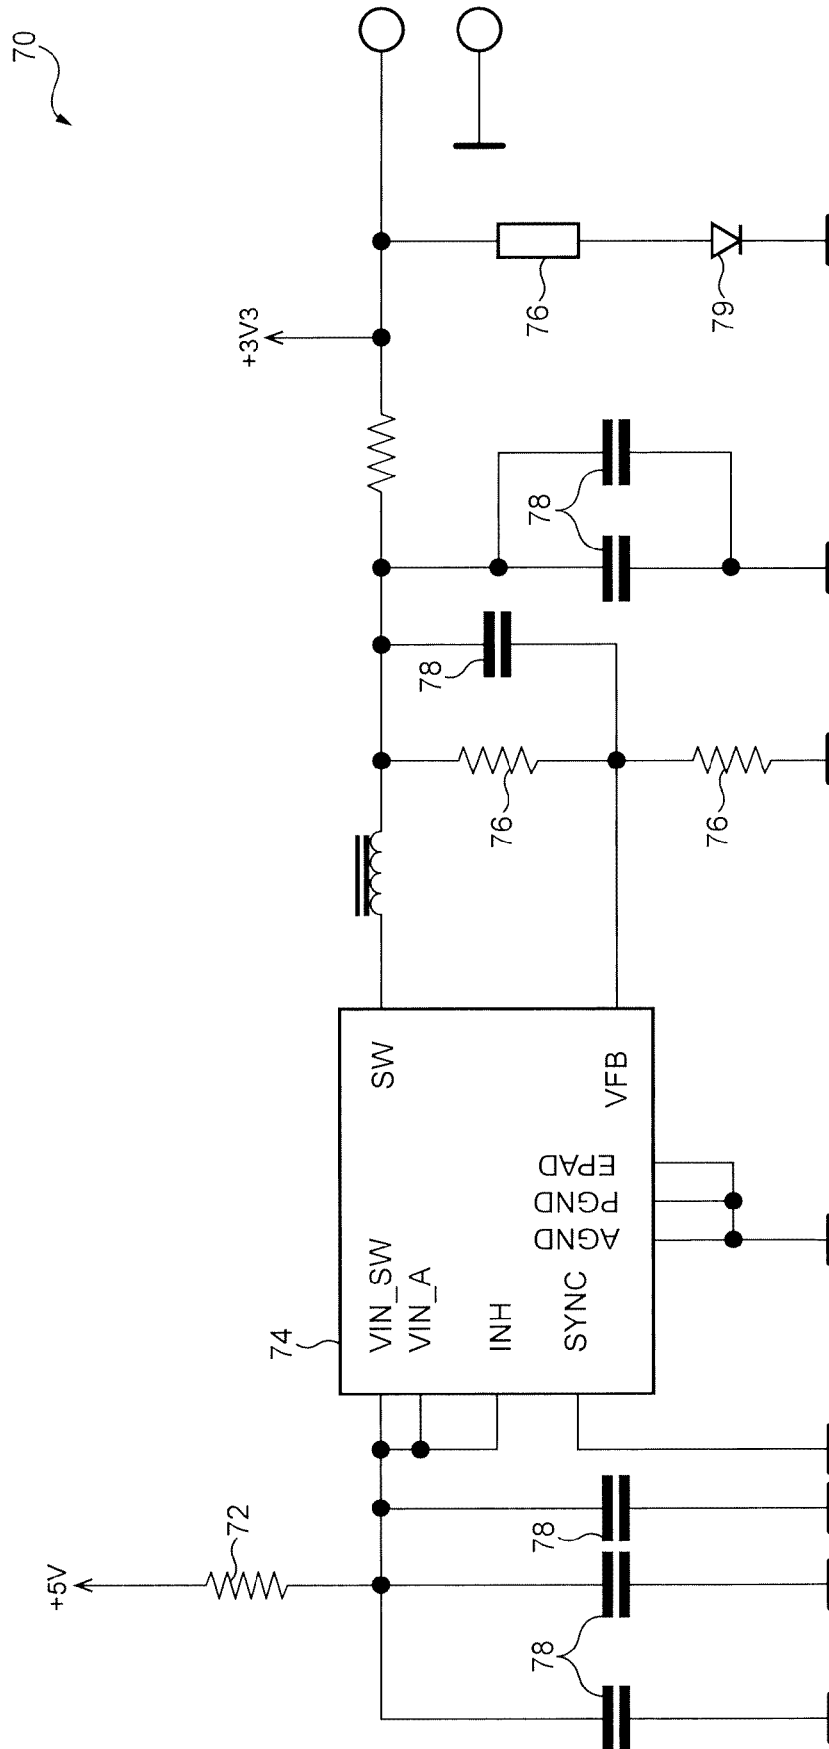 70
+3V3
76
79
78
78
76
76
SW
VFB
EPAD
PGND
AGND
VIN_SW
VIN_A
INH
SYNC
74
+5V
72
78
78